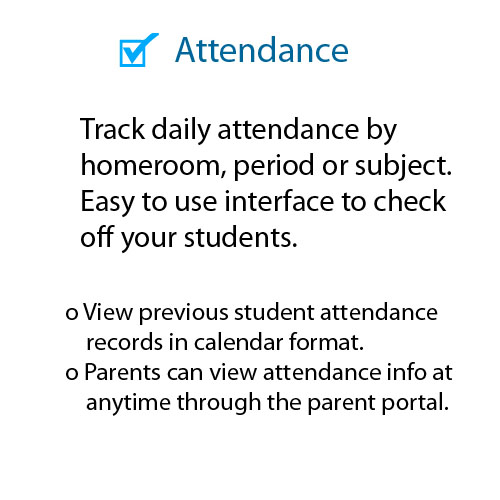 Attendance
Track daily attendance by
homeroom, period or subject.
Easy to use interface to check
off your students.
o View previous student attendance
records in calendar format.
o Parents can view attendance info at
anytime through the parent portal.